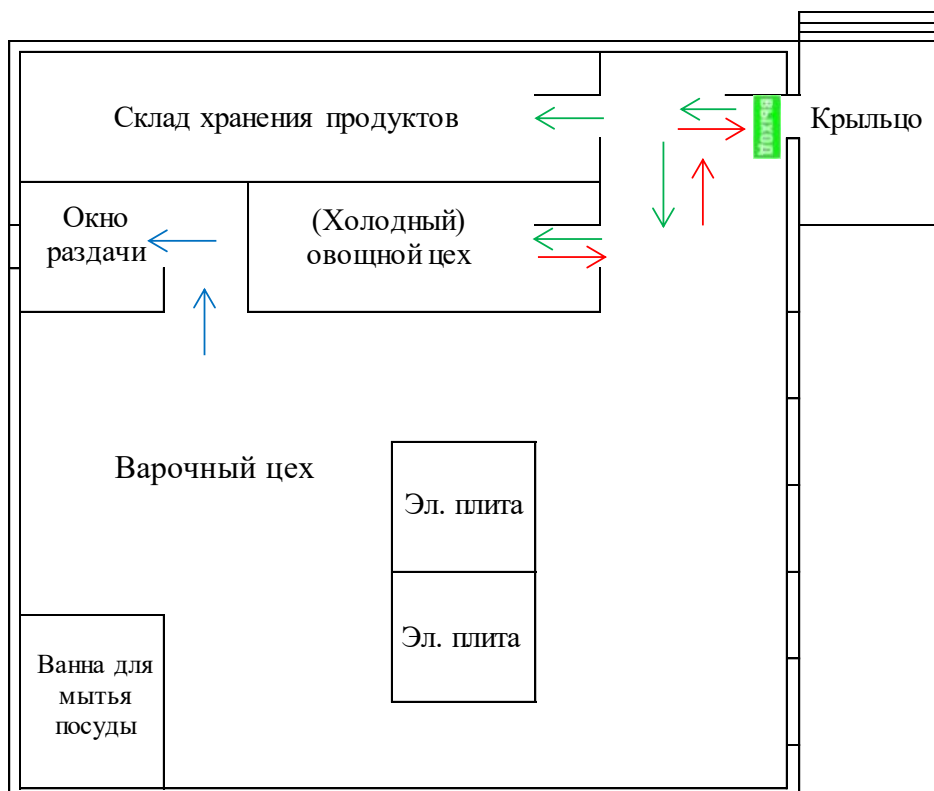 Склад хранения продуктов
ВЫХОД
Крыльцо
Окно
раздачи
(Холодный)
овощной цех
Варочный цех
Эл. плита
Эл. плита
Ванна для
мытья
посуды